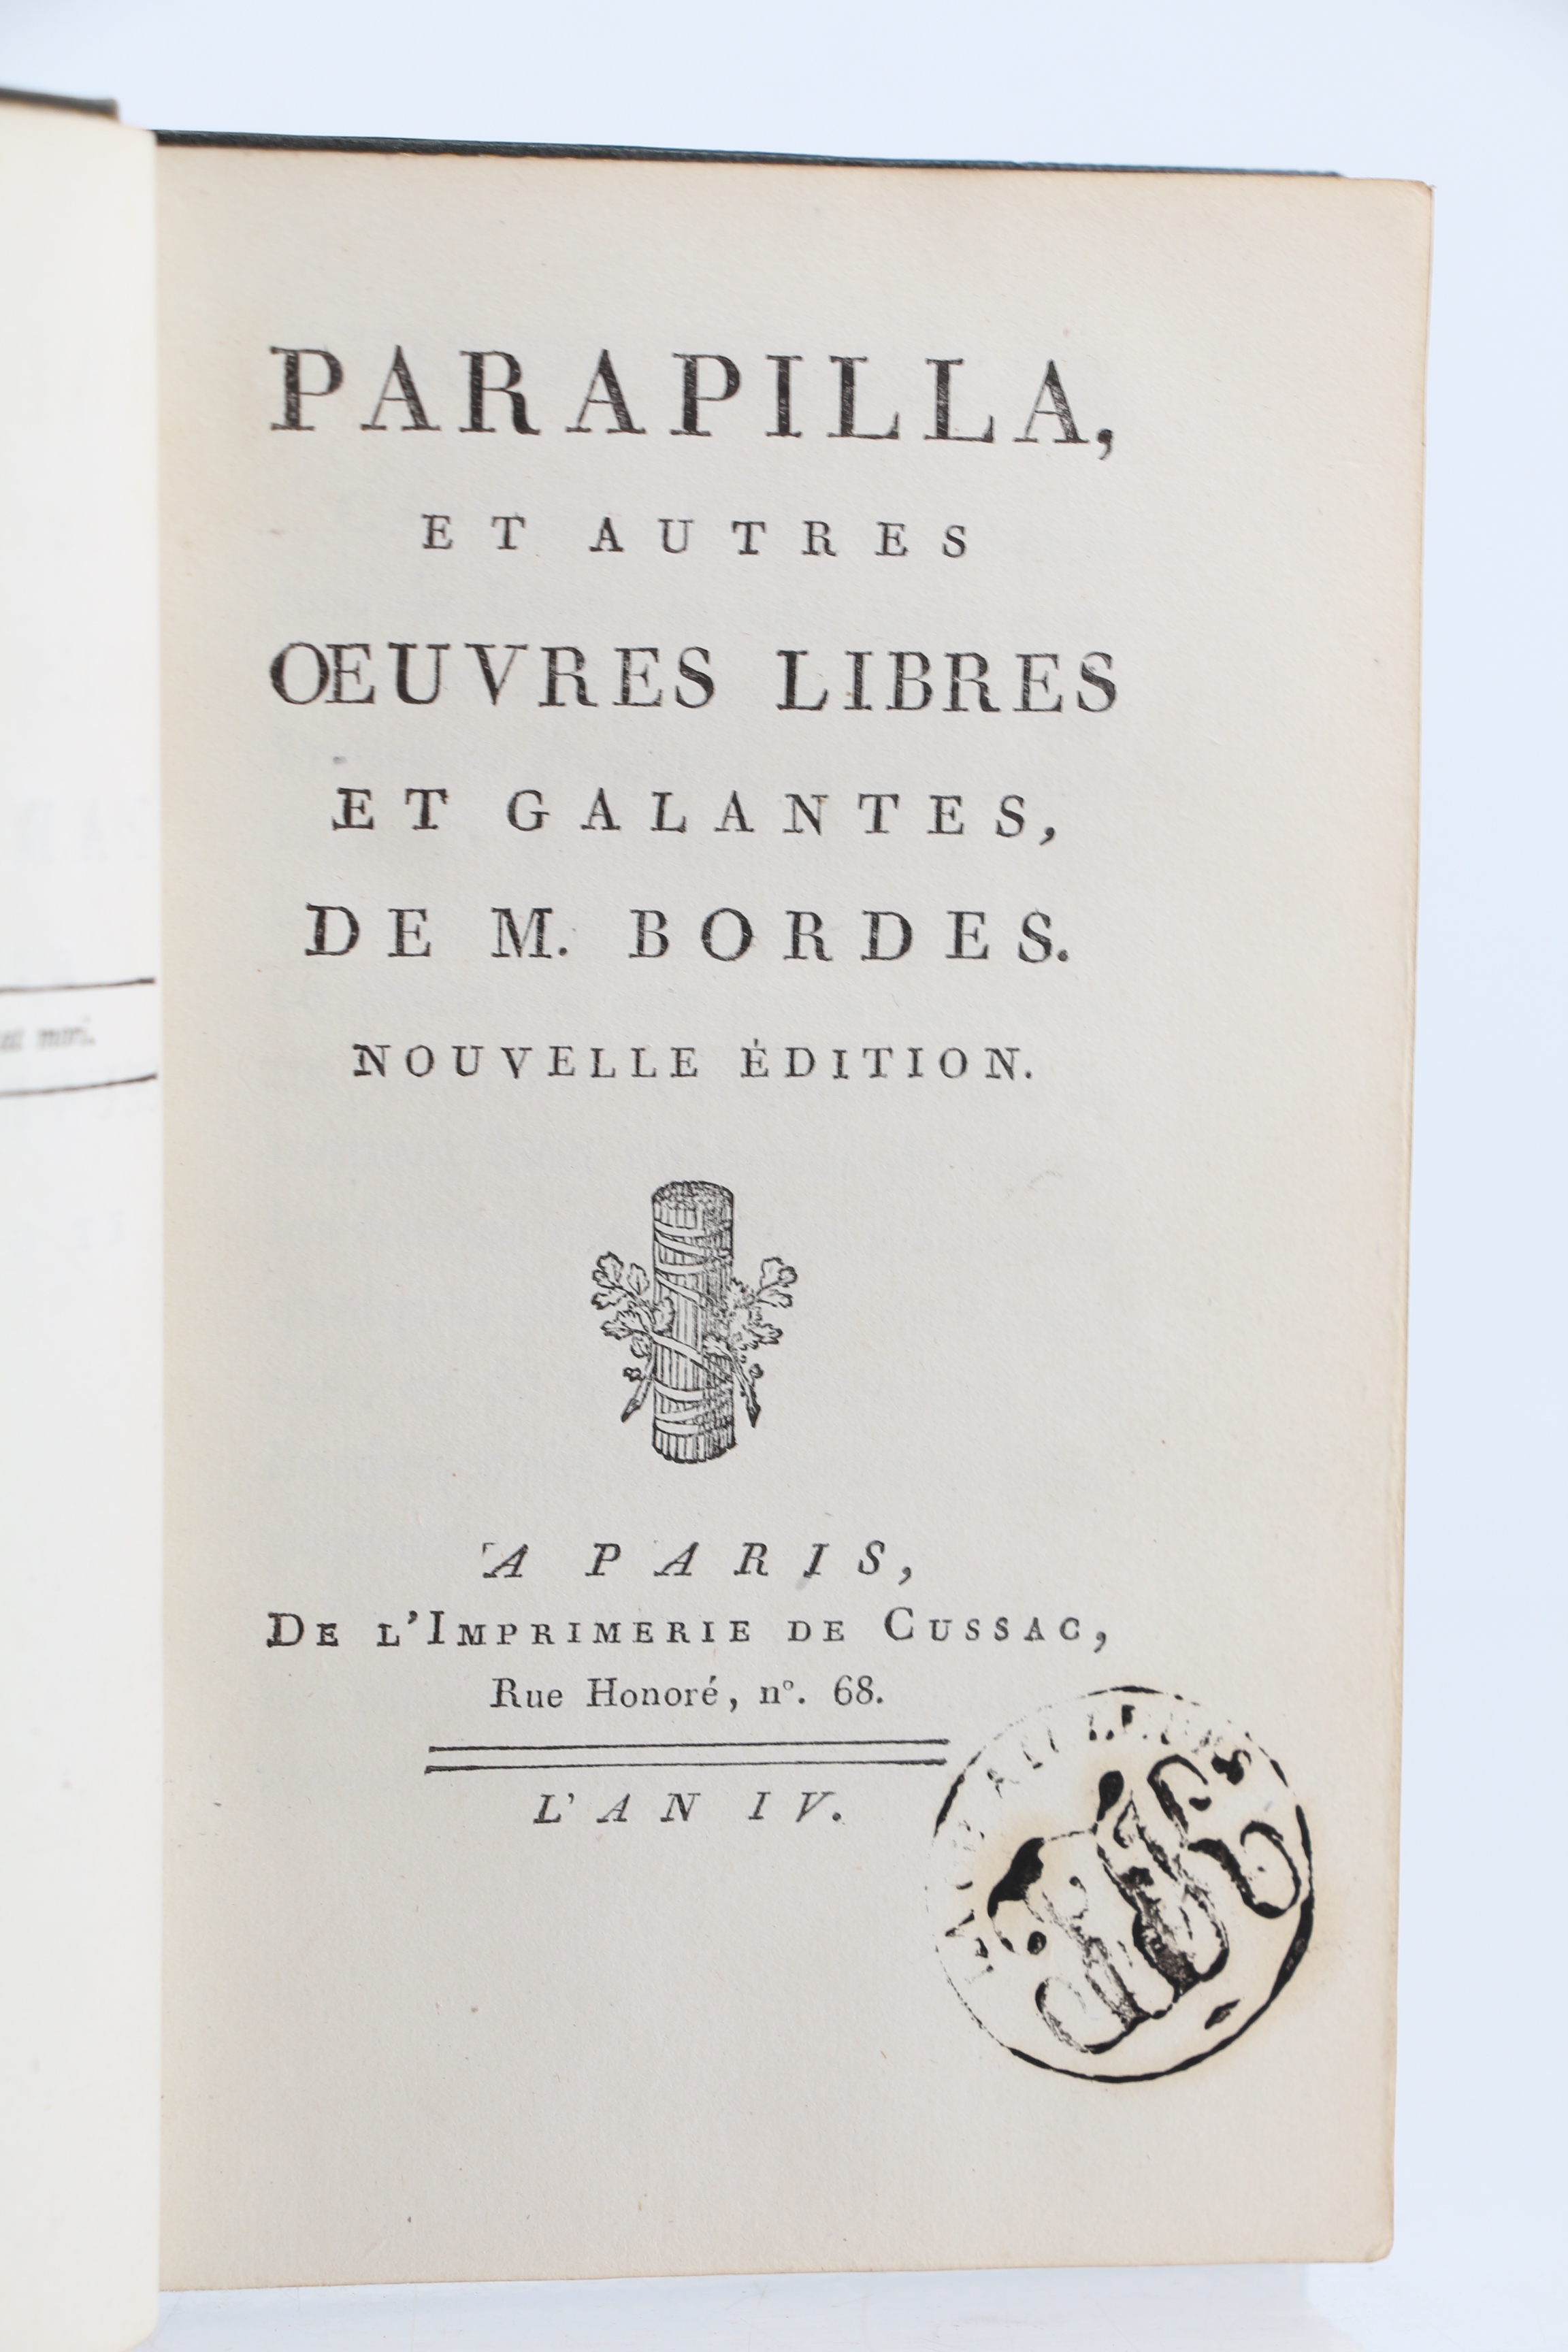 mori.
PARAPILLA,
ET AUTRES
ŒUVRES LIBRES
ET GALANTES,
DE M. BORDES.
NOUVELLE ÉDITION.
A PARIS,
DE L'IMPRIMERIE DE CUSSAC,
Rue Honoré, n°. 68.
L'AN IV.